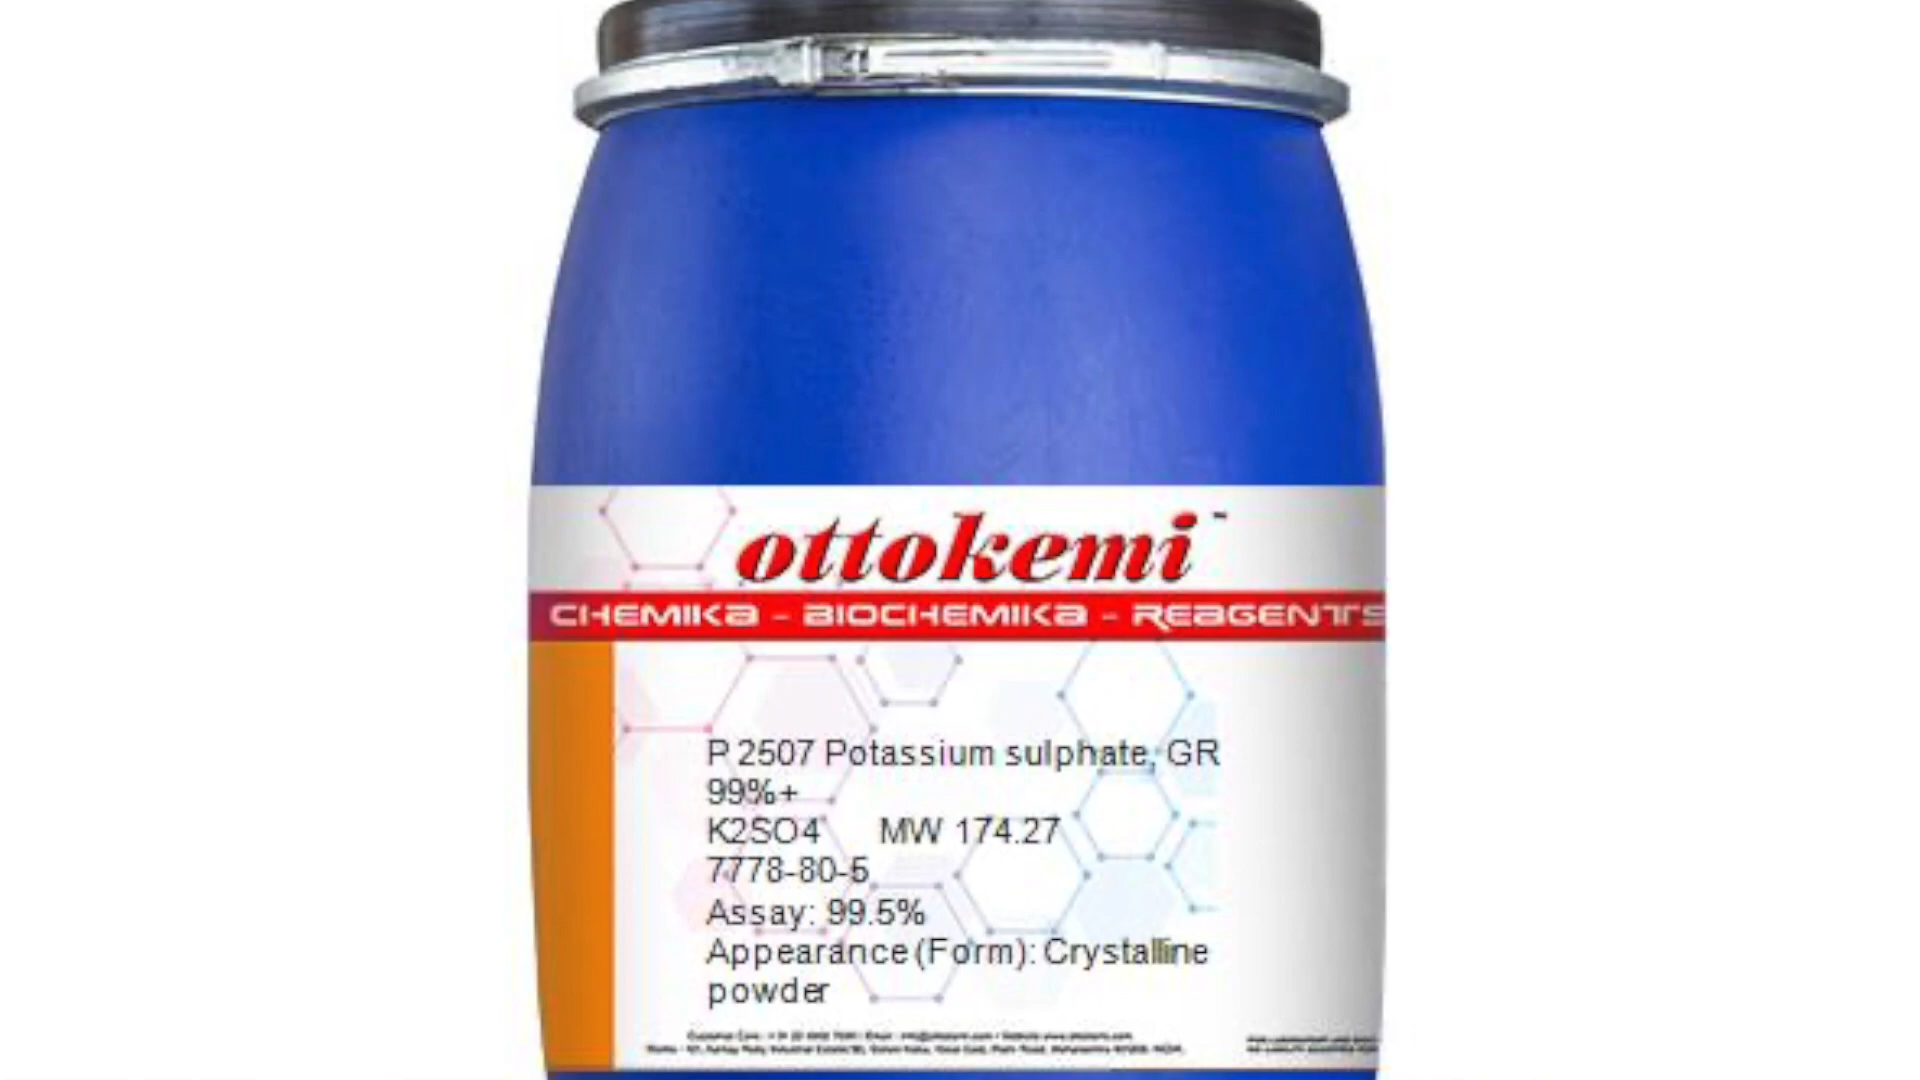 ottokemi™
CHEMIKA - BIOCHEMIKA - REAGENTS
P 2507 Potassium sulphate, GR
99%+
K2SO4 MW 174.27
7778-80-5
Assay: 99.5%
Appearance (Form): Crystalline
powder